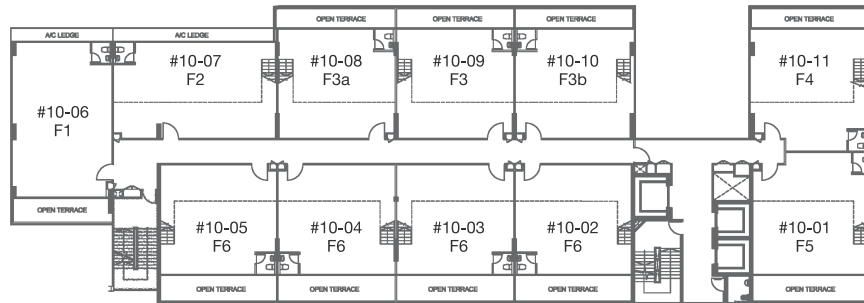 OPEN TERRACE
OPEN TERRACE
OPEN TERRACE
OPEN TERRACE
A/C LEDGE
A/C LEDGE
#10-07
F2
#10-08
F3a
#10-09
F3
#10-10
F3b
#10-11
F4
#10-06
F1
OPEN TERRACE
#10-05
F6
#10-04
F6
#10-03
F6
#10-02
F6
#10-01
F5
OPEN TERRACE
OPEN TERRACE
OPEN TERRACE
OPEN TERRACE
OPEN TERRACE